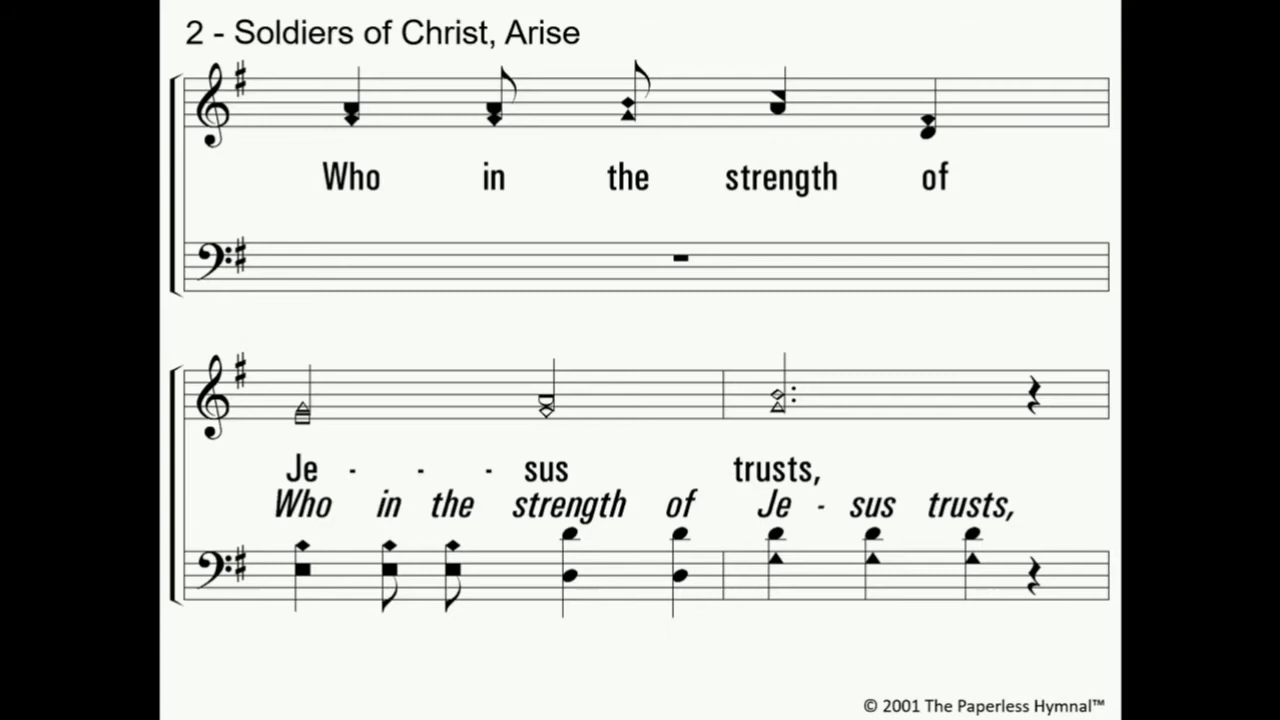 2 - Soldiers of Christ, Arise
Who in the strength of
Je - - - sus trusts,
Who in the strength of Je - sus trusts,
© 2001 The Paperless Hymnal™